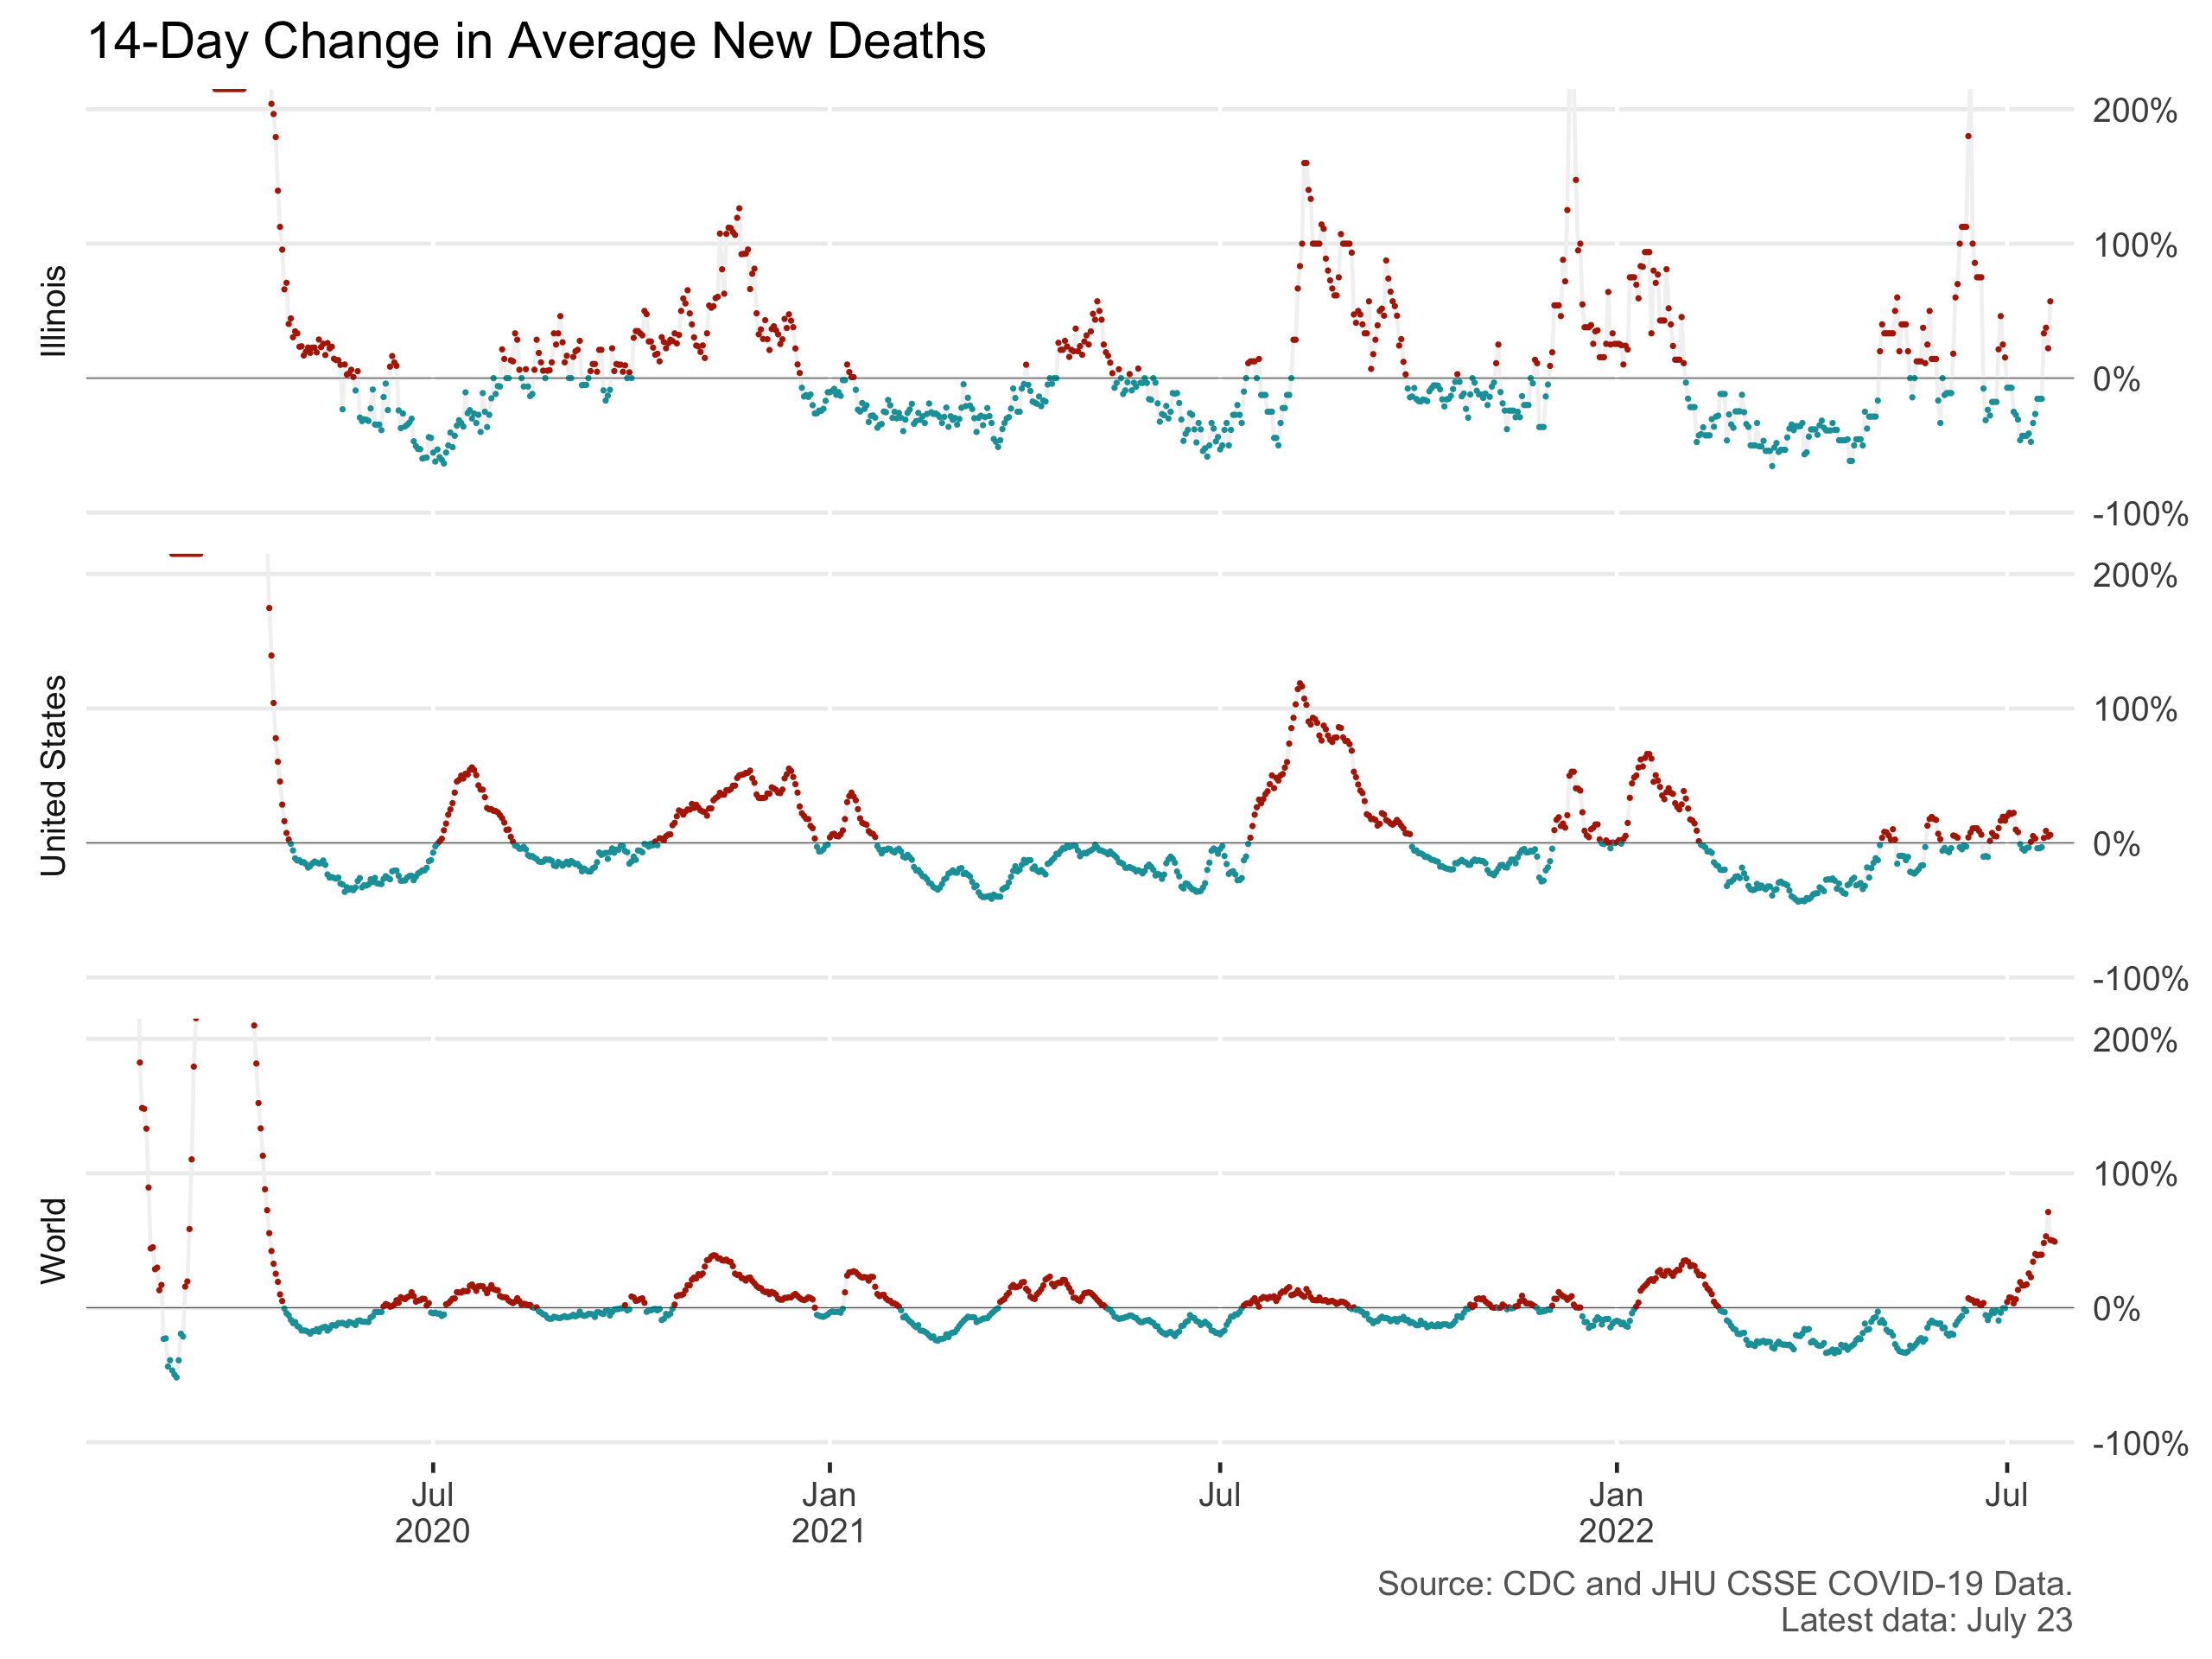 14-Day Change in Average New Deaths
Illinois
200%
100%
0%
-100%
United States
200%
100%
0%
-100%
World
200%
100%
0%
-100%
Jul
2020
Jan
2021
Jul
Jan
2022
Jul
Source: CDC and JHU CSSE COVID-19 Data.
Latest data: July 23